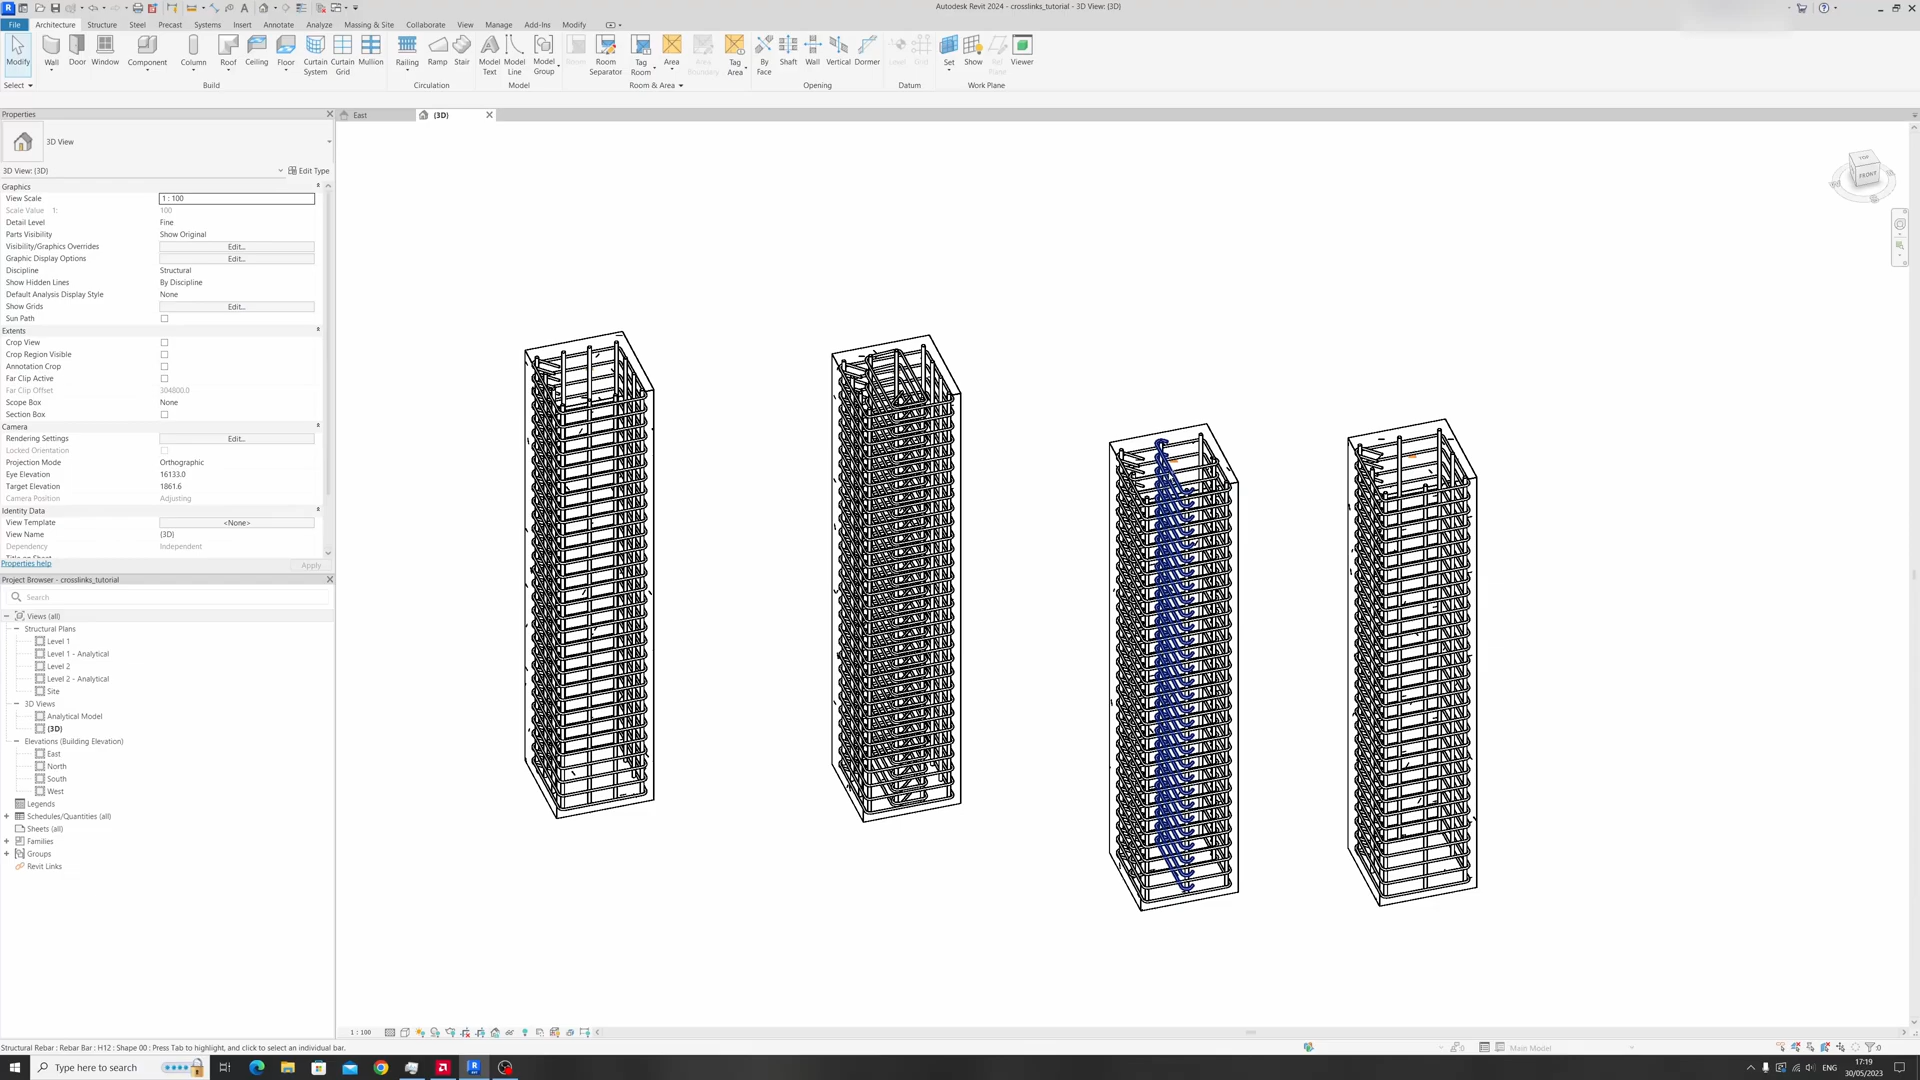 Autodesk Revit 2024 - crosslinks_tutorial - 3D View: {3D}
File Architecture Structure Steel Precast Systems Insert Annotate Analyze Massing & Site Collaborate View Manage Add-Ins Modify
Modify Wall Door Window Component Column Roof Ceiling Floor Curtain System Curtain Grid Mullion Railing Ramp Stair Model Text Model Line Model Group Room Room Separator Tag Room Area Area Boundary Tag Area By Face Shaft Wall Vertical Dormer Level Grid Set Show Ref Plane Viewer
Select Build Circulation Model Room & Area Opening Datum Work Plane
Properties
East
{3D}
3D View
3D View: {3D} Edit Type
Graphics
View Scale 1 : 100
Scale Value 1: 100
Detail Level Fine
Parts Visibility Show Original
Visibility/Graphics Overrides Edit...
Graphic Display Options Edit...
Discipline Structural
Show Hidden Lines By Discipline
Default Analysis Display Style None
Show Grids Edit...
Sun Path
Extents
Crop View
Crop Region Visible
Annotation Crop
Far Clip Active
Far Clip Offset 304800.0
Scope Box None
Section Box
Camera
Rendering Settings Edit...
Locked Orientation
Projection Mode Orthographic
Eye Elevation 16133.0
Target Elevation 1861.6
Camera Position Adjusting
Identity Data
View Template <None>
View Name {3D}
Dependency Independent
Properties help Apply
Project Browser - crosslinks_tutorial
Search
Views (all)
Structural Plans
Level 1
Level 1 - Analytical
Level 2
Level 2 - Analytical
Site
3D Views
Analytical Model
{3D}
Elevations (Building Elevation)
East
North
South
West
Legends
Schedules/Quantities (all)
Sheets (all)
Families
Groups
Revit Links
TOP
FRONT
1 : 100
Structural Rebar : Rebar Bar : H12 : Shape 00 : Press Tab to highlight, and click to select an individual bar.
:0
Main Model
:0
Type here to search
ENG
17:19
30/05/2023